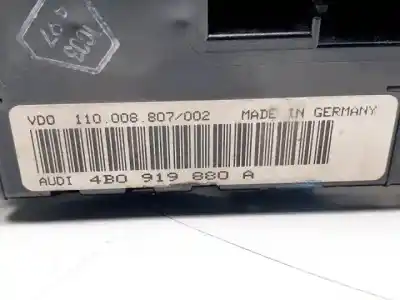 VDO 110.008.807/002 MADE IN GERMANY
AUDI 4B0 919 880 A